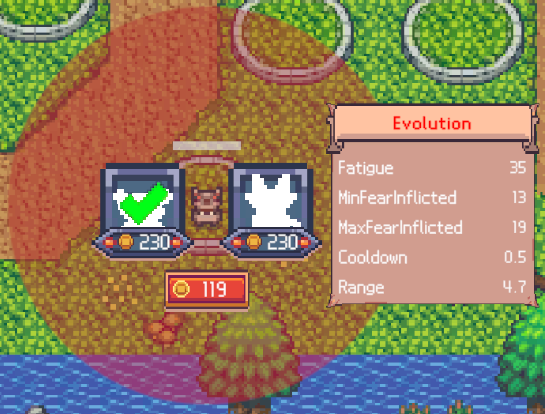 Evolution
Fatigue 35
MinFearInflicted 13
MaxFearInflicted 19
Cooldown 0.5
Range 4.7
230 230
119